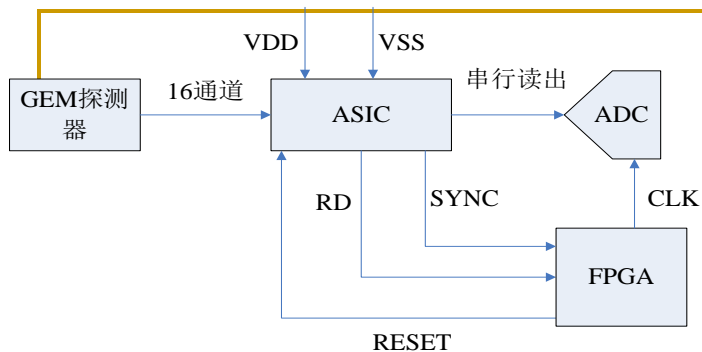 VDD
VSS
GEM探测
器
16通道
ASIC
串行读出
ADC
RD
SYNC
CLK
FPGA
RESET